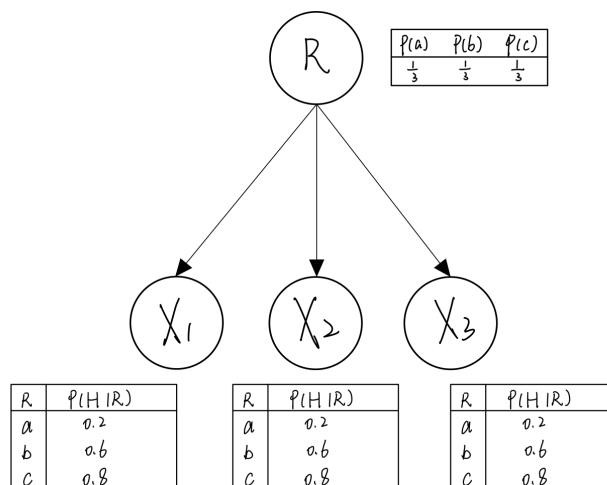 R
P(a) P(b) P(c)
1/3 1/3 1/3
X1 X2 X3
R P(H|R) R P(H|R) R P(H|R)
a 0.2 a 0.2 a 0.2
b 0.6 b 0.6 b 0.6
c 0.8 c 0.8 c 0.8